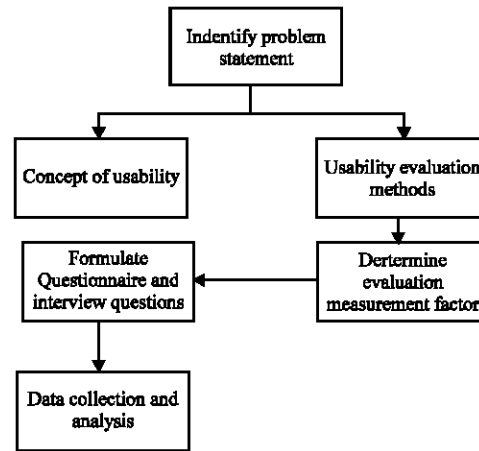 Indentify problem
statement
Concept of usability
Usability evaluation
methods
Formulate
Questionnaire and
interview questions
Dertermine
evaluation
measurement factor
Data collection and
analysis